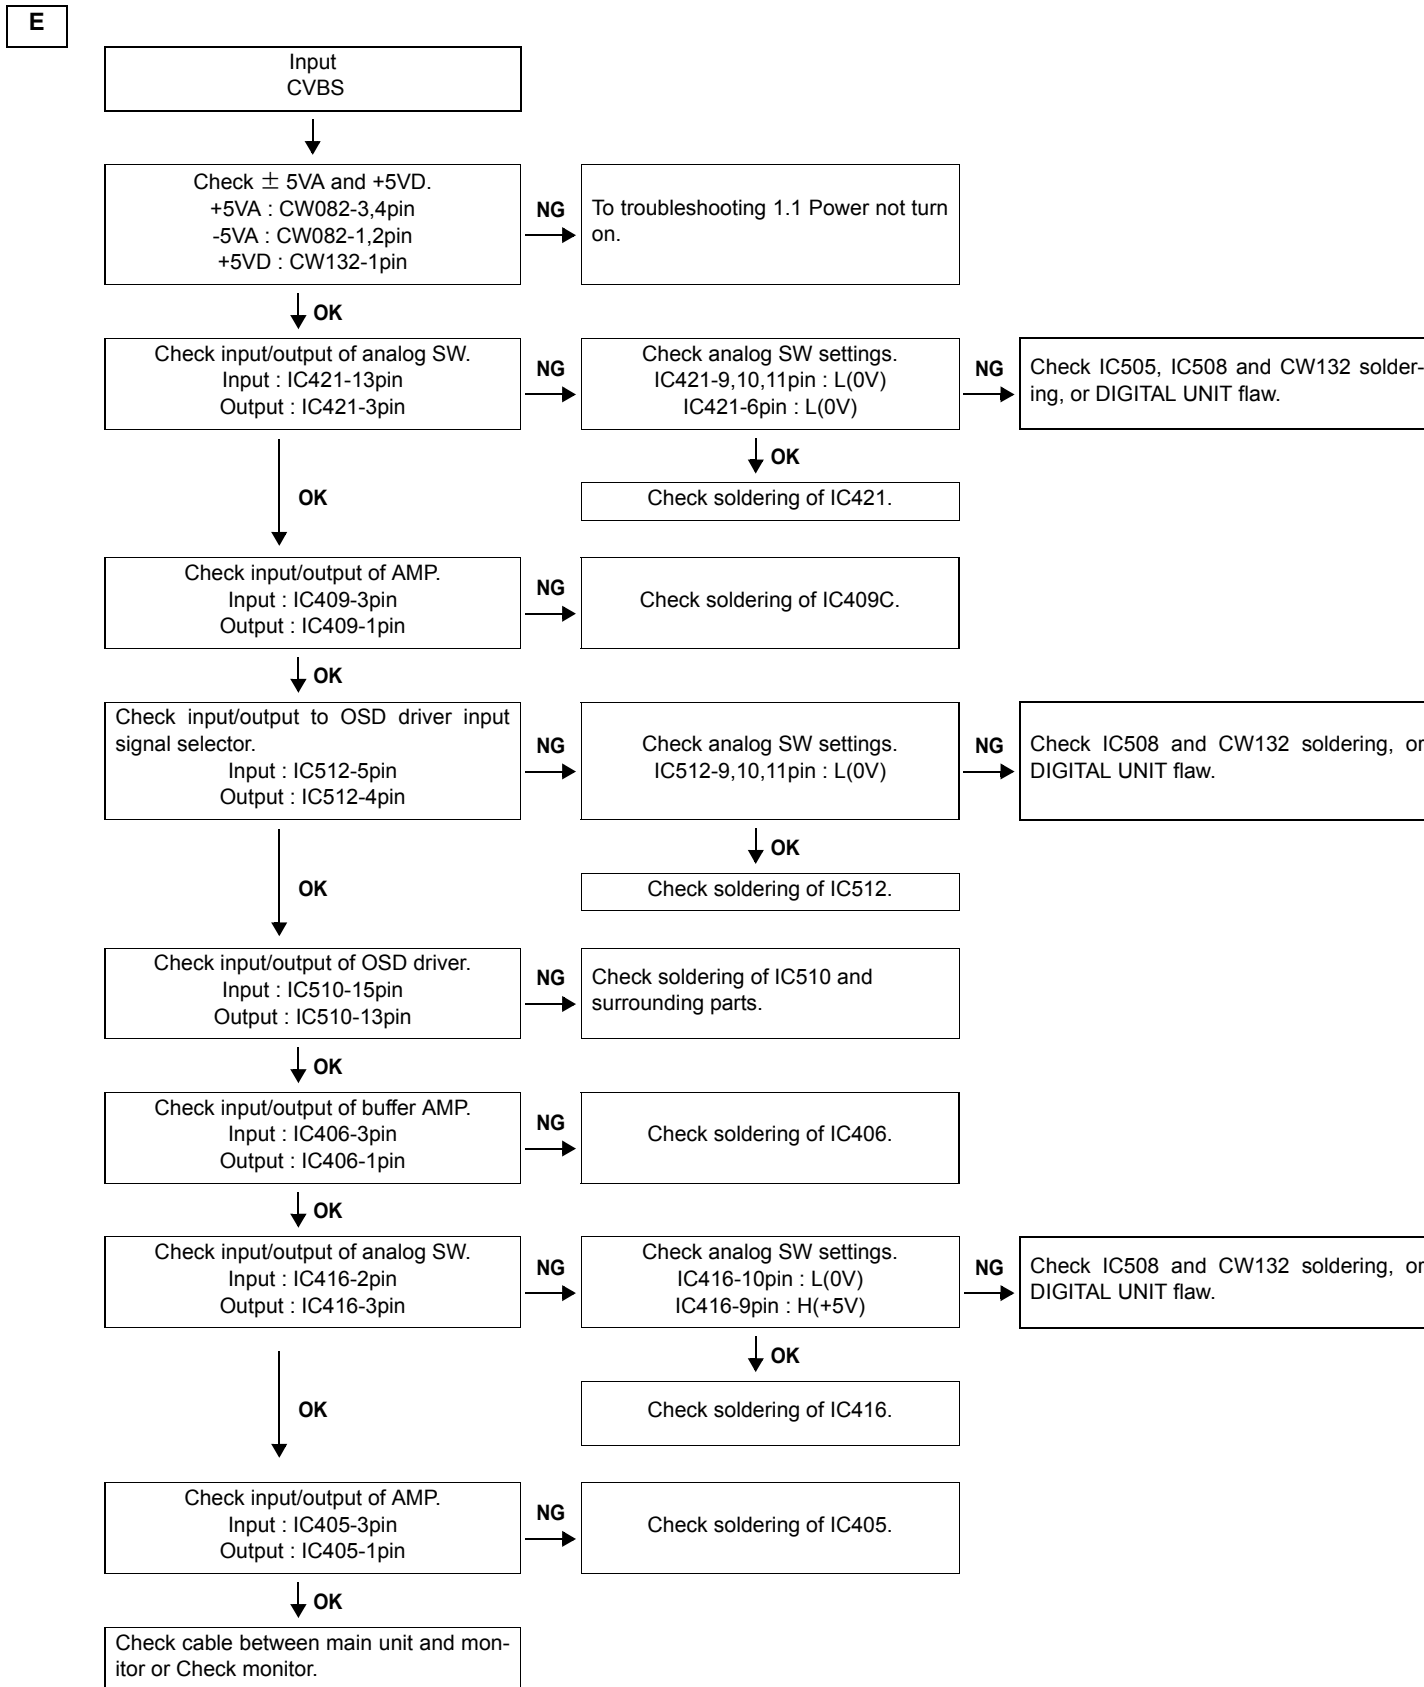 E
Input
CVBS
Check ± 5VA and +5VD.
+5VA : CW082-3,4pin
-5VA : CW082-1,2pin
+5VD : CW132-1pin
NG
To troubleshooting 1.1 Power not turn
on.
OK
Check input/output of analog SW.
Input : IC421-13pin
Output : IC421-3pin
NG
Check analog SW settings.
IC421-9,10,11pin : L(0V)
IC421-6pin : L(0V)
NG
Check IC505, IC508 and CW132 solder-
ing, or DIGITAL UNIT flaw.
OK
Check soldering of IC421.
OK
Check input/output of AMP.
Input : IC409-3pin
Output : IC409-1pin
NG
Check soldering of IC409C.
OK
Check input/output to OSD driver input
signal selector.
Input : IC512-5pin
Output : IC512-4pin
NG
Check analog SW settings.
IC512-9,10,11pin : L(0V)
NG
Check IC508 and CW132 soldering, or
DIGITAL UNIT flaw.
OK
Check soldering of IC512.
OK
Check input/output of OSD driver.
Input : IC510-15pin
Output : IC510-13pin
NG
Check soldering of IC510 and
surrounding parts.
OK
Check input/output of buffer AMP.
Input : IC406-3pin
Output : IC406-1pin
NG
Check soldering of IC406.
OK
Check input/output of analog SW.
Input : IC416-2pin
Output : IC416-3pin
NG
Check analog SW settings.
IC416-10pin : L(0V)
IC416-9pin : H(+5V)
NG
Check IC508 and CW132 soldering, or
DIGITAL UNIT flaw.
OK
Check soldering of IC416.
OK
Check input/output of AMP.
Input : IC405-3pin
Output : IC405-1pin
NG
Check soldering of IC405.
OK
Check cable between main unit and mon-
itor or Check monitor.